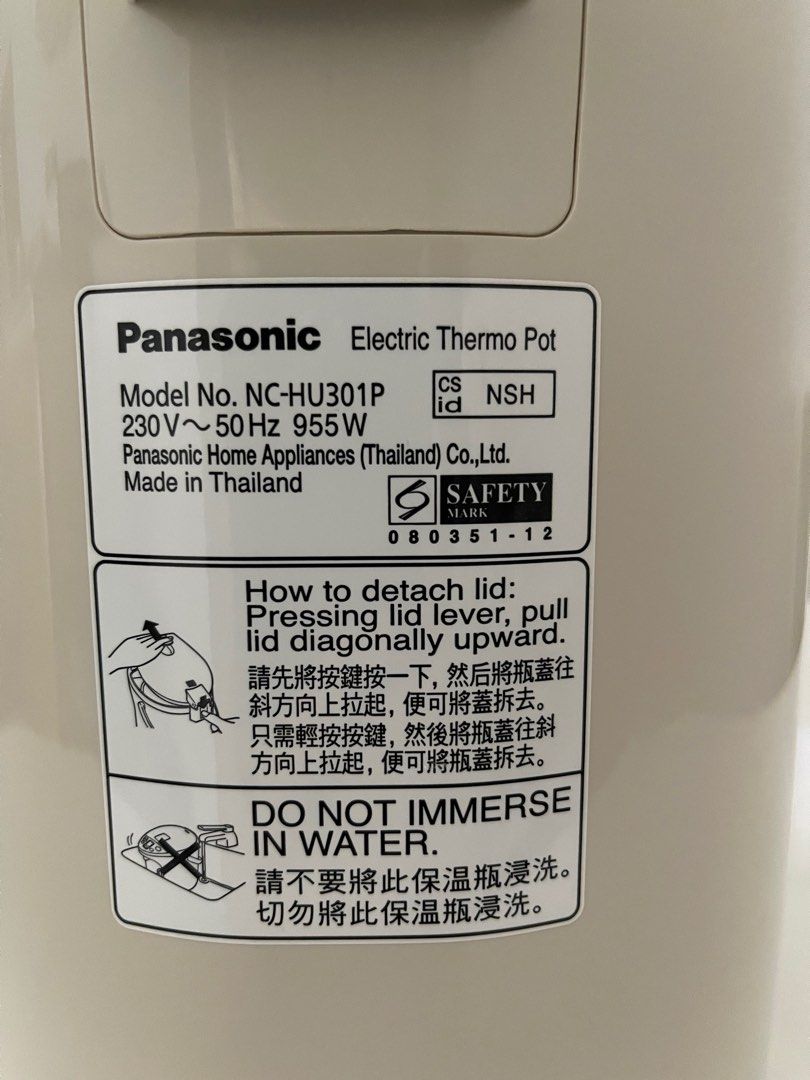 Panasonic Electric Thermo Pot
Model No. NC-HU301P
CS id NSH
230V～50Hz 955W
Panasonic Home Appliances (Thailand) Co.,Ltd.
Made in Thailand
SAFETY
MARK
080351-12
How to detach lid:
Pressing lid lever, pull
lid diagonally upward.
請先將按鍵按一下, 然后將瓶蓋往
斜方向上拉起, 便可將蓋拆去。
只需輕按按鍵, 然後將瓶蓋往斜
方向上拉起, 便可將瓶蓋拆去。
DO NOT IMMERSE
IN WATER.
請不要將此保温瓶浸洗。
切勿將此保温瓶浸洗。